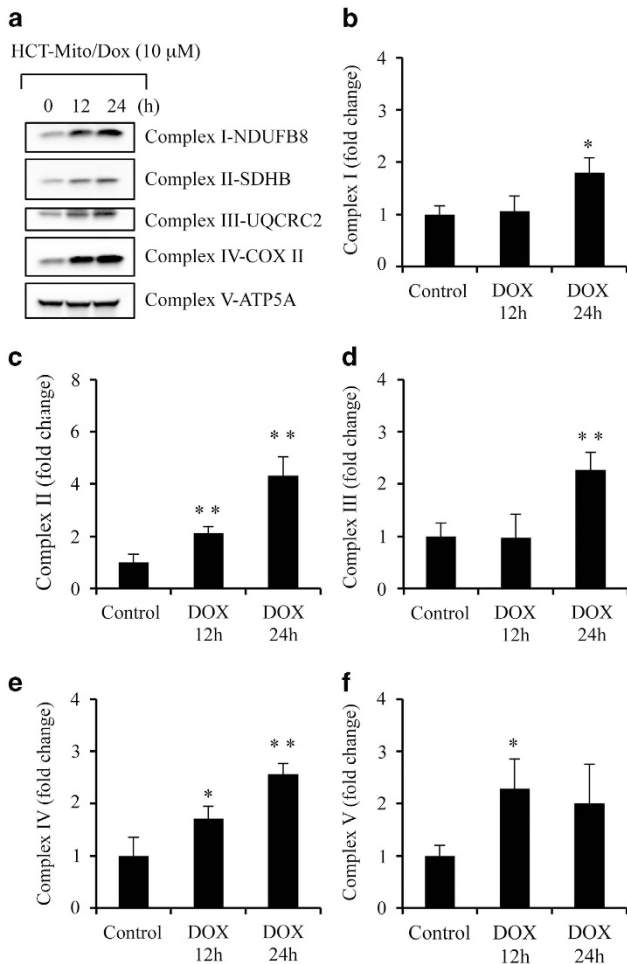 a
HCT-Mito/Dox (10 μM)
0 12 24 (h)
Complex I-NDUFB8
Complex II-SDHB
Complex III-UQCRC2
Complex IV-COX II
Complex V-ATP5A
b
Complex I (fold change)
4
3
2
1
0
*
Control
DOX
12h
DOX
24h
c
Complex II (fold change)
8
6
4
2
0
**
**
Control
DOX
12h
DOX
24h
d
Complex III (fold change)
4
3
2
1
0
**
Control
DOX
12h
DOX
24h
e
Complex IV (fold change)
4
3
2
1
0
*
**
Control
DOX
12h
DOX
24h
f
Complex V (fold change)
4
3
2
1
0
*
Control
DOX
12h
DOX
24h